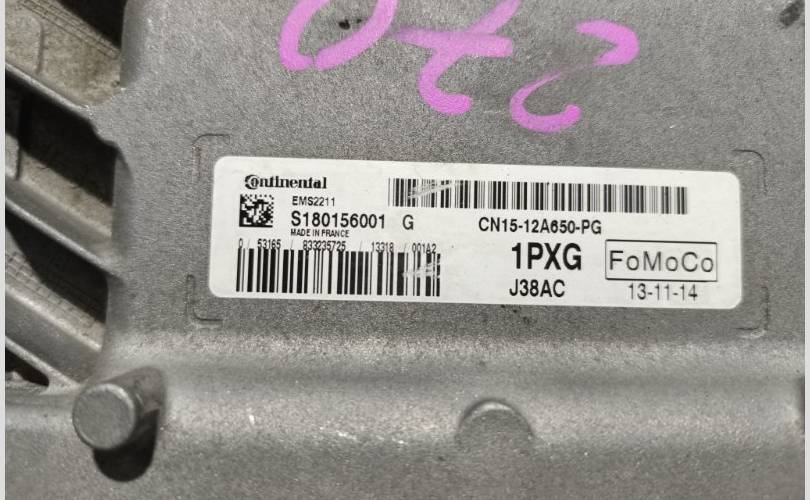 270
Continental
EMS2211
S180156001 G
CN15-12A650-PG
MADE IN FRANCE
0 / 53165 / 833235725 / 13318 / 001A2
1PXG
FoMoCo
J38AC
13-11-14